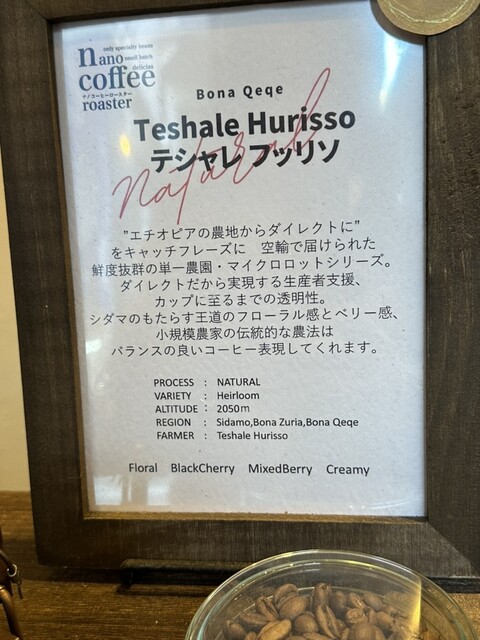 only specialty beans
nano small batch
delicias
coffee
ナノコーヒーロースター
roaster
Bona Qeqe
Teshale Hurisso
テシャレ フッリソ
natural
"エチオピアの農地からダイレクトに"
をキャッチフレーズに 空輸で届けられた
鮮度抜群の単一農園・マイクロロットシリーズ。
ダイレクトだから実現する生産者支援、
カップに至るまでの透明性。
シダマのもたらす王道のフローラル感とベリー感、
小規模農家の伝統的な農法は
バランスの良いコーヒー表現してくれます。
PROCESS : NATURAL
VARIETY : Heirloom
ALTITUDE : 2050m
REGION : Sidamo,Bona Zuria,Bona Qeqe
FARMER : Teshale Hurisso
Floral BlackCherry MixedBerry Creamy